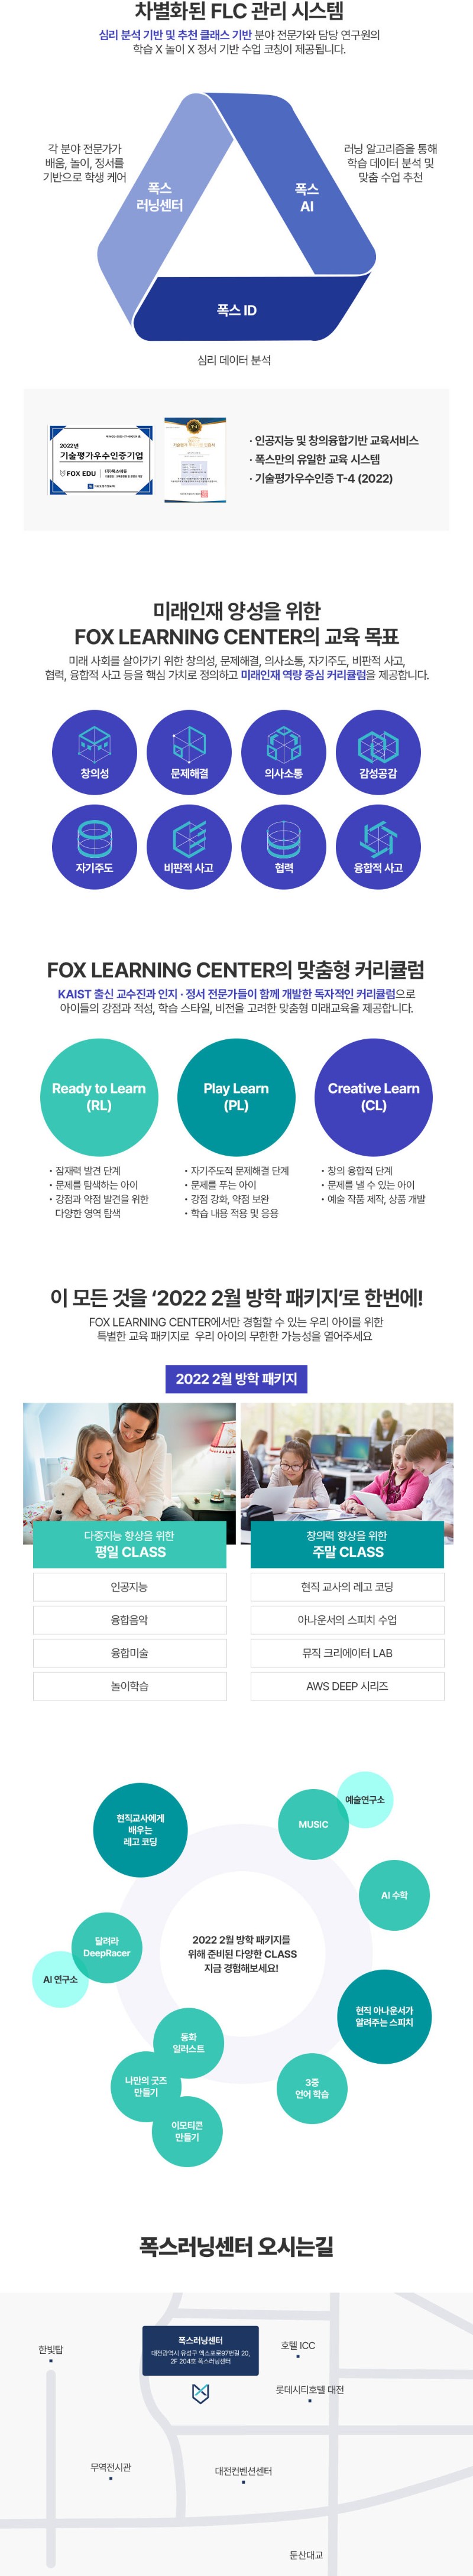 차별화된 FLC 관리 시스템
심리 분석 기반 및 추천 클래스 기반 분야 전문가와 담당 연구원의
학습 X 놀이 X 정서 기반 수업 코칭이 제공됩니다.
각 분야 전문가가
배움, 놀이, 정서를
기반으로 학생 케어
러닝 알고리즘을 통해
학습 데이터 분석 및
맞춤 수업 추천
폭스
러닝센터
폭스
AI
폭스 ID
심리 데이터 분석
2022년
기술평가우수인증기업
FOX EDU
· 인공지능 및 창의융합기반 교육서비스
· 폭스만의 유일한 교육 시스템
· 기술평가우수인증 T-4 (2022)
미래인재 양성을 위한
FOX LEARNING CENTER의 교육 목표
미래 사회를 살아가기 위한 창의성, 문제해결, 의사소통, 자기주도, 비판적 사고,
협력, 융합적 사고 등을 핵심 가치로 정의하고 미래인재 역량 중심 커리큘럼을 제공합니다.
창의성
문제해결
의사소통
감성공감
자기주도
비판적 사고
협력
융합적 사고
FOX LEARNING CENTER의 맞춤형 커리큘럼
KAIST 출신 교수진과 인지 · 정서 전문가들이 함께 개발한 독자적인 커리큘럼으로
아이들의 강점과 적성, 학습 스타일, 비전을 고려한 맞춤형 미래교육을 제공합니다.
Ready to Learn
(RL)
Play Learn
(PL)
Creative Learn
(CL)
• 잠재력 발견 단계
• 문제를 탐색하는 아이
• 강점과 약점 발견을 위한
다양한 영역 탐색
• 자기주도적 문제해결 단계
• 문제를 푸는 아이
• 강점 강화, 약점 보완
• 학습 내용 적용 및 응용
• 창의 융합적 단계
• 문제를 낼 수 있는 아이
• 예술 작품 제작, 상품 개발
이 모든 것을 ‘2022 2월 방학 패키지‘로 한번에!
FOX LEARNING CENTER에서만 경험할 수 있는 우리 아이를 위한
특별한 교육 패키지로 우리 아이의 무한한 가능성을 열어주세요
2022 2월 방학 패키지
다중지능 향상을 위한
평일 CLASS
인공지능
융합음악
융합미술
놀이학습
창의력 향상을 위한
주말 CLASS
현직 교사의 레고 코딩
아나운서의 스피치 수업
뮤직 크리에이터 LAB
AWS DEEP 시리즈
현직교사에게
배우는
레고 코딩
예술연구소
MUSIC
AI 수학
달려라
DeepRacer
AI 연구소
2022 2월 방학 패키지를
위해 준비된 다양한 CLASS
지금 경험해보세요!
현직 아나운서가
알려주는 스피치
동화
일러스트
나만의 굿즈
만들기
3중
언어 학습
이모티콘
만들기
폭스러닝센터 오시는길
폭스러닝센터
대전광역시 유성구 엑스포로97번길 20,
2F 204호 폭스러닝센터
한빛탑
호텔 ICC
롯데시티호텔 대전
무역전시관
대전컨벤션센터
둔산대교